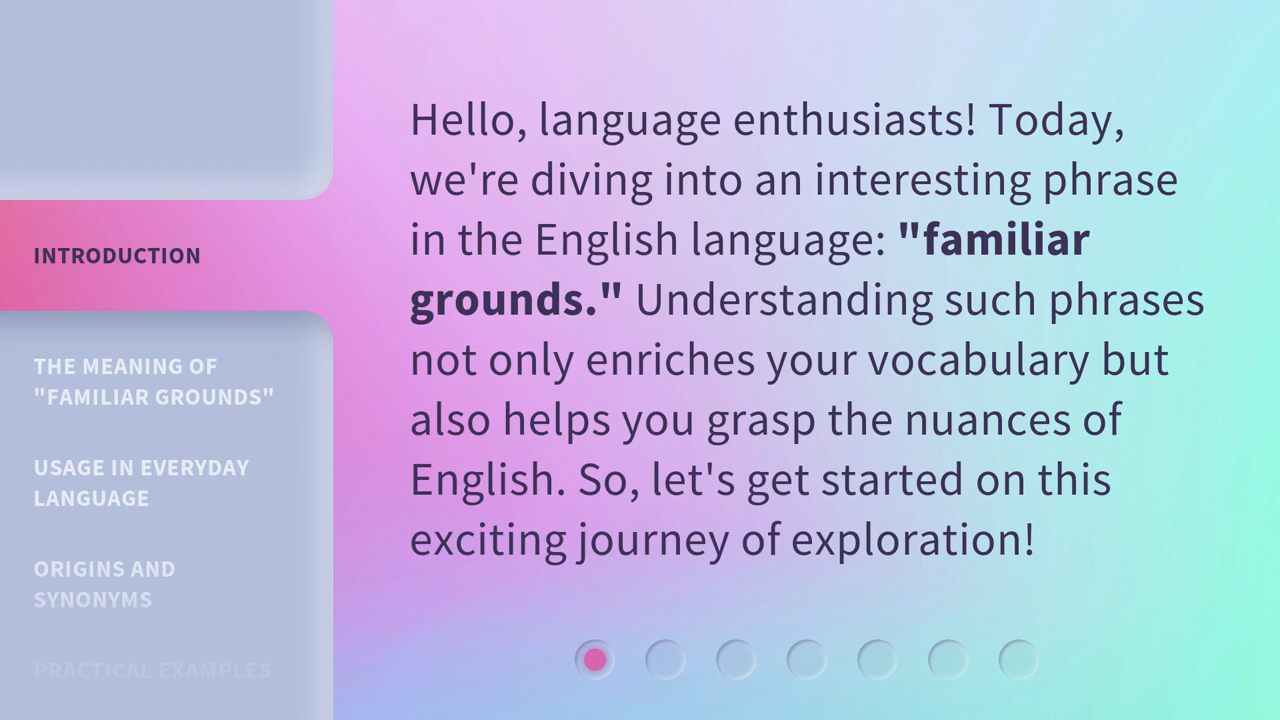 INTRODUCTION
THE MEANING OF
"FAMILIAR GROUNDS"
USAGE IN EVERYDAY
LANGUAGE
ORIGINS AND
SYNONYMS
PRACTICAL EXAMPLES
Hello, language enthusiasts! Today,
we're diving into an interesting phrase
in the English language: "familiar
grounds." Understanding such phrases
not only enriches your vocabulary but
also helps you grasp the nuances of
English. So, let's get started on this
exciting journey of exploration!